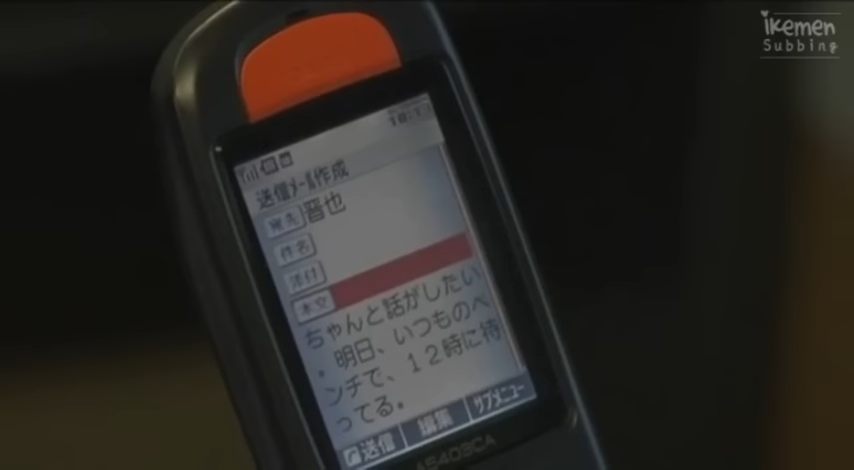 ikemen
Subbing
送信メール作成
宛先 晋也
件名
添付
本文
ちゃんと話がしたい
。明日、いつものベ
ンチで、１２時に待
ってる。
送信 編集 サブメニュー
A5403CA